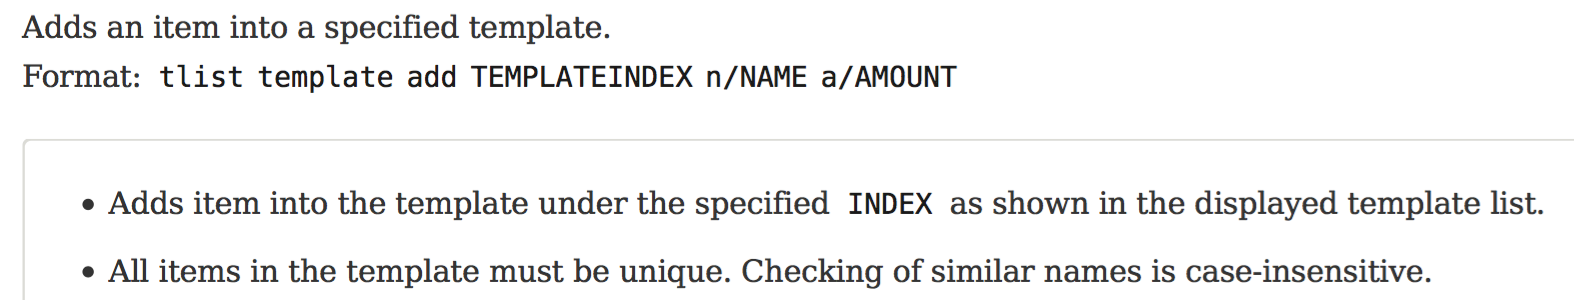 Adds an item into a specified template.
Format: tlist template add TEMPLATEINDEX n/NAME a/AMOUNT
• Adds item into the template under the specified INDEX as shown in the displayed template list.
• All items in the template must be unique. Checking of similar names is case-insensitive.